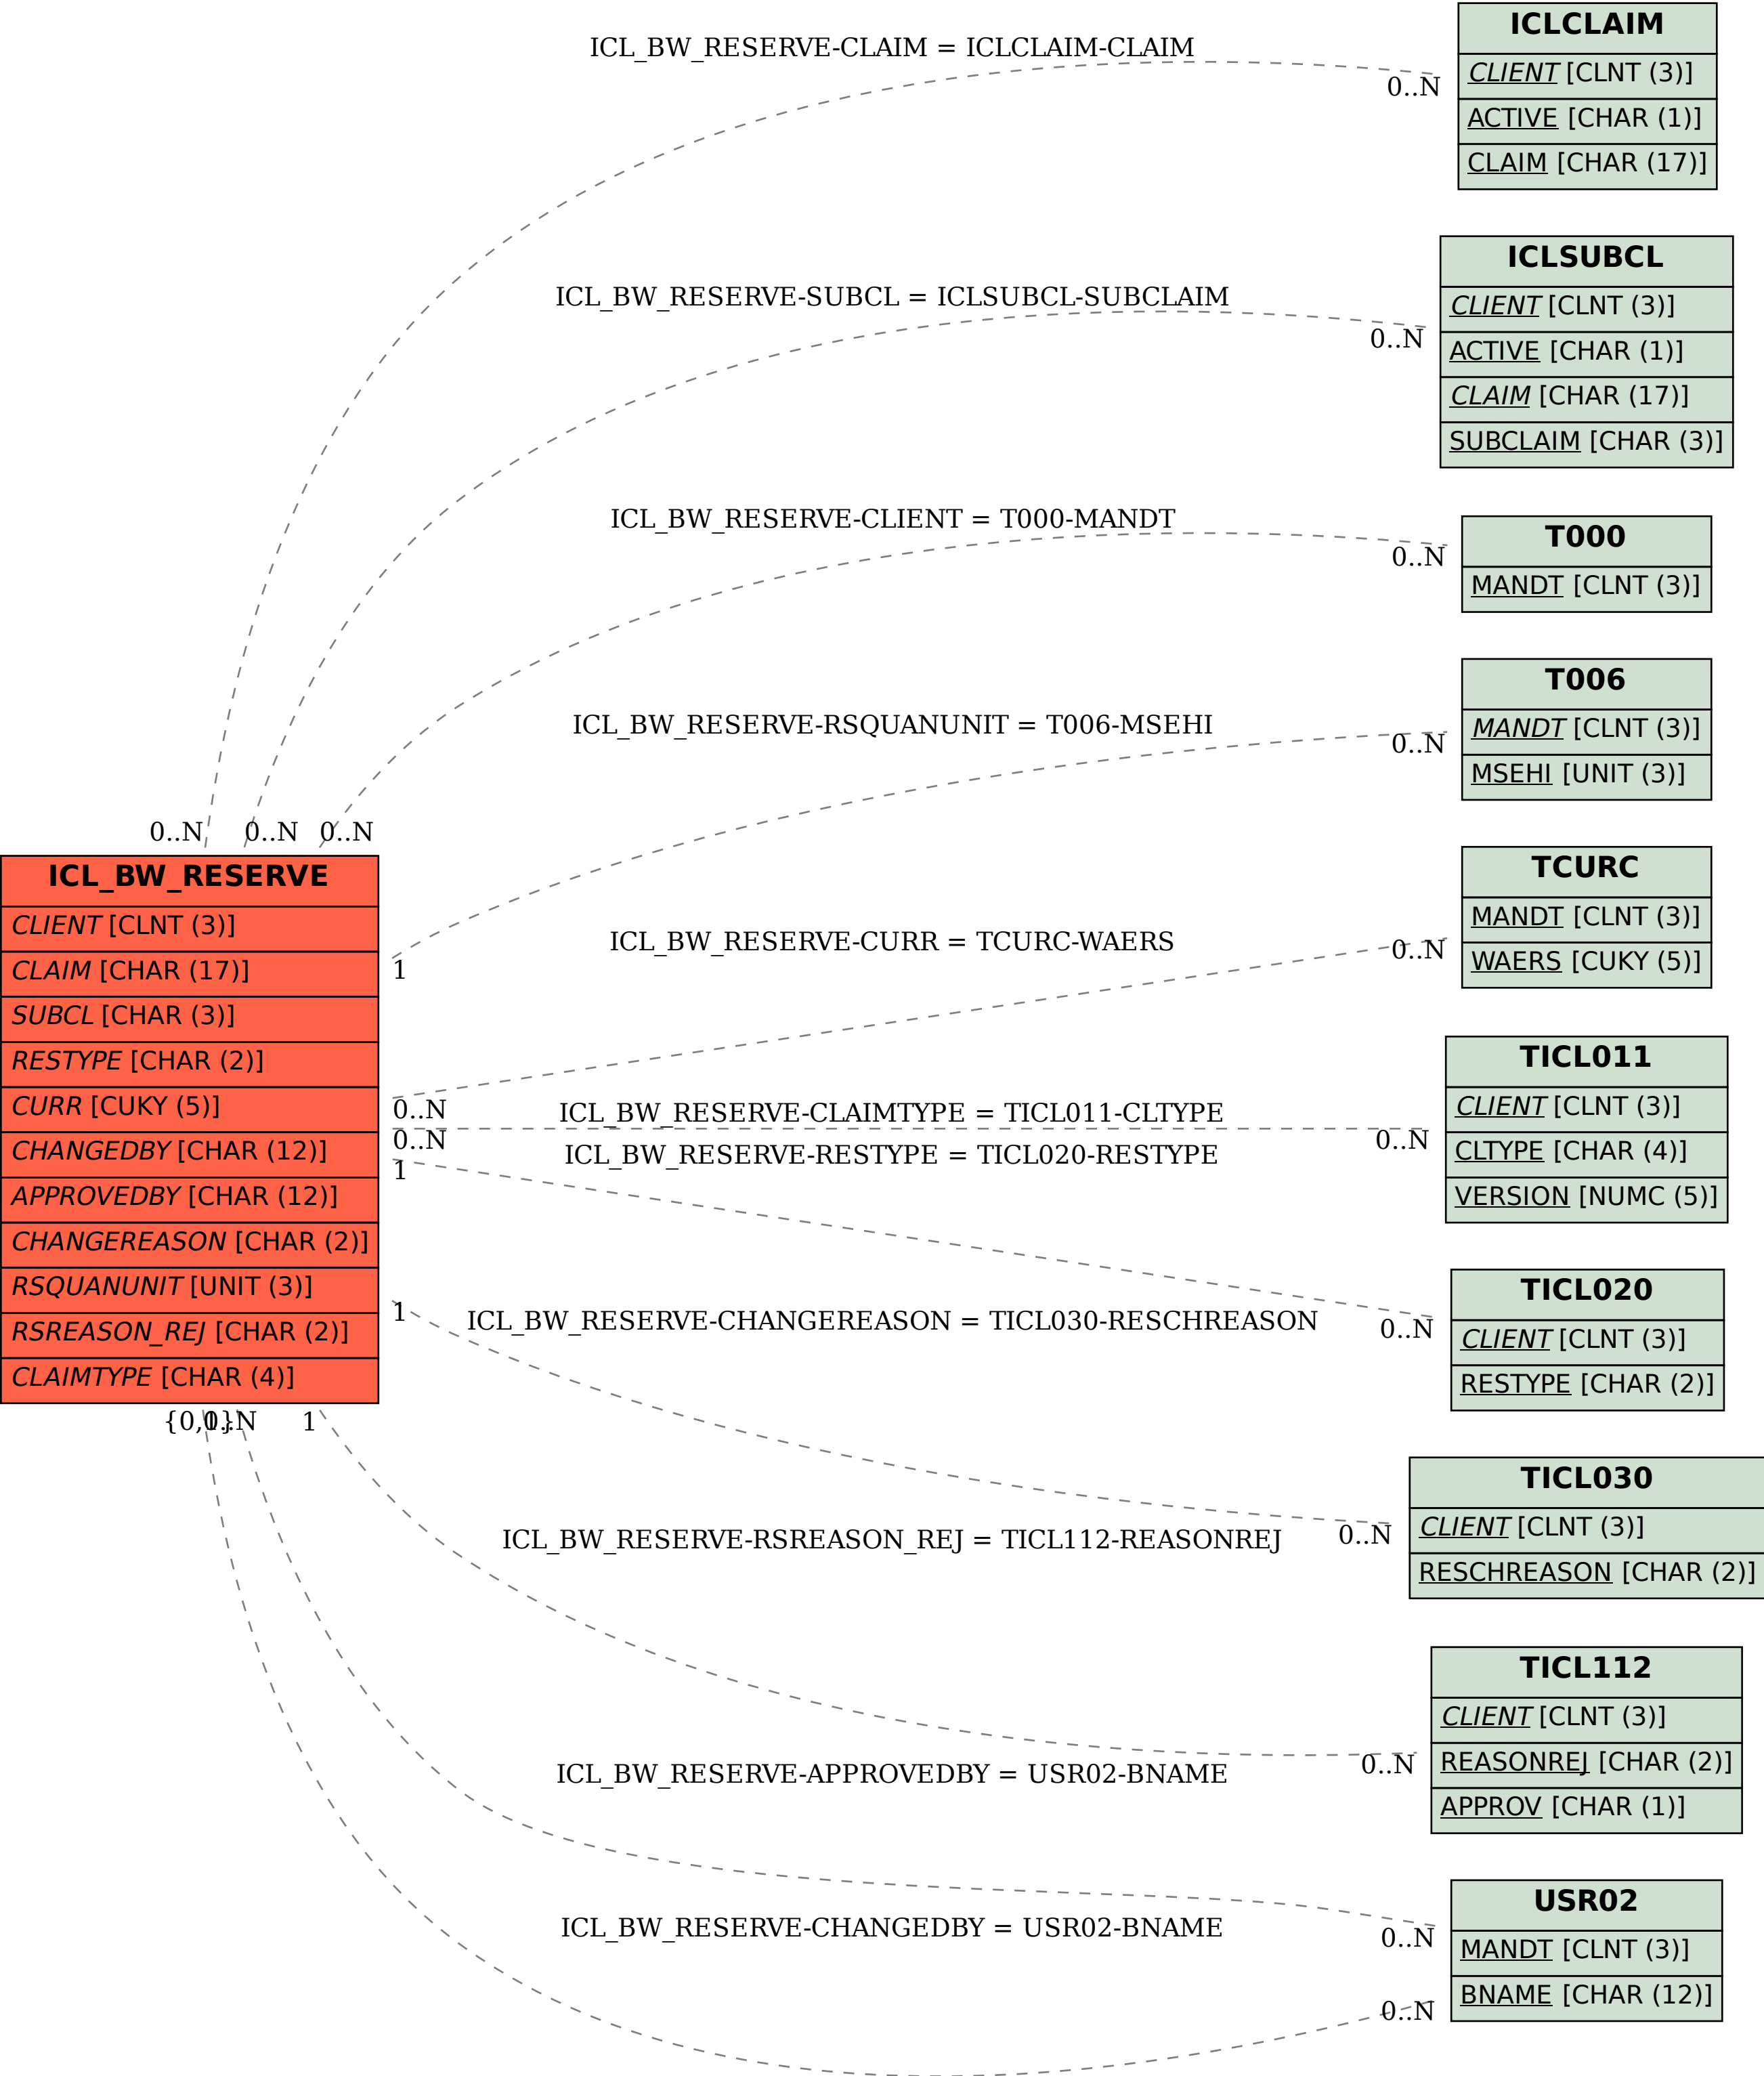 ICL_BW_RESERVE-CLAIM = ICLCLAIM-CLAIM
0..N
ICLCLAIM
CLIENT [CLNT (3)]
ACTIVE [CHAR (1)]
CLAIM [CHAR (17)]
ICL_BW_RESERVE-SUBCL = ICLSUBCL-SUBCLAIM
0..N
ICLSUBCL
CLIENT [CLNT (3)]
ACTIVE [CHAR (1)]
CLAIM [CHAR (17)]
SUBCLAIM [CHAR (3)]
ICL_BW_RESERVE-CLIENT = T000-MANDT
0..N
T000
MANDT [CLNT (3)]
ICL_BW_RESERVE-RSQUANUNIT = T006-MSEHI
0..N
T006
MANDT [CLNT (3)]
MSEHI [UNIT (3)]
0..N 0..N 0..N
ICL_BW_RESERVE
CLIENT [CLNT (3)]
CLAIM [CHAR (17)]
SUBCL [CHAR (3)]
RESTYPE [CHAR (2)]
CURR [CUKY (5)]
CHANGEDBY [CHAR (12)]
APPROVEDBY [CHAR (12)]
CHANGEREASON [CHAR (2)]
RSQUANUNIT [UNIT (3)]
RSREASON_REJ [CHAR (2)]
CLAIMTYPE [CHAR (4)]
1
ICL_BW_RESERVE-CURR = TCURC-WAERS
0..N
TCURC
MANDT [CLNT (3)]
WAERS [CUKY (5)]
0..N
ICL_BW_RESERVE-CLAIMTYPE = TICL011-CLTYPE
0..N
0..N
TICL011
CLIENT [CLNT (3)]
CLTYPE [CHAR (4)]
VERSION [NUMC (5)]
ICL_BW_RESERVE-RESTYPE = TICL020-RESTYPE
1
0..N
TICL020
CLIENT [CLNT (3)]
RESTYPE [CHAR (2)]
1
ICL_BW_RESERVE-CHANGEREASON = TICL030-RESCHREASON
0..N
TICL030
CLIENT [CLNT (3)]
RESCHREASON [CHAR (2)]
{0,1}
0..N
1
ICL_BW_RESERVE-RSREASON_REJ = TICL112-REASONREJ
0..N
TICL112
CLIENT [CLNT (3)]
REASONREJ [CHAR (2)]
APPROV [CHAR (1)]
ICL_BW_RESERVE-APPROVEDBY = USR02-BNAME
0..N
ICL_BW_RESERVE-CHANGEDBY = USR02-BNAME
0..N
USR02
MANDT [CLNT (3)]
BNAME [CHAR (12)]